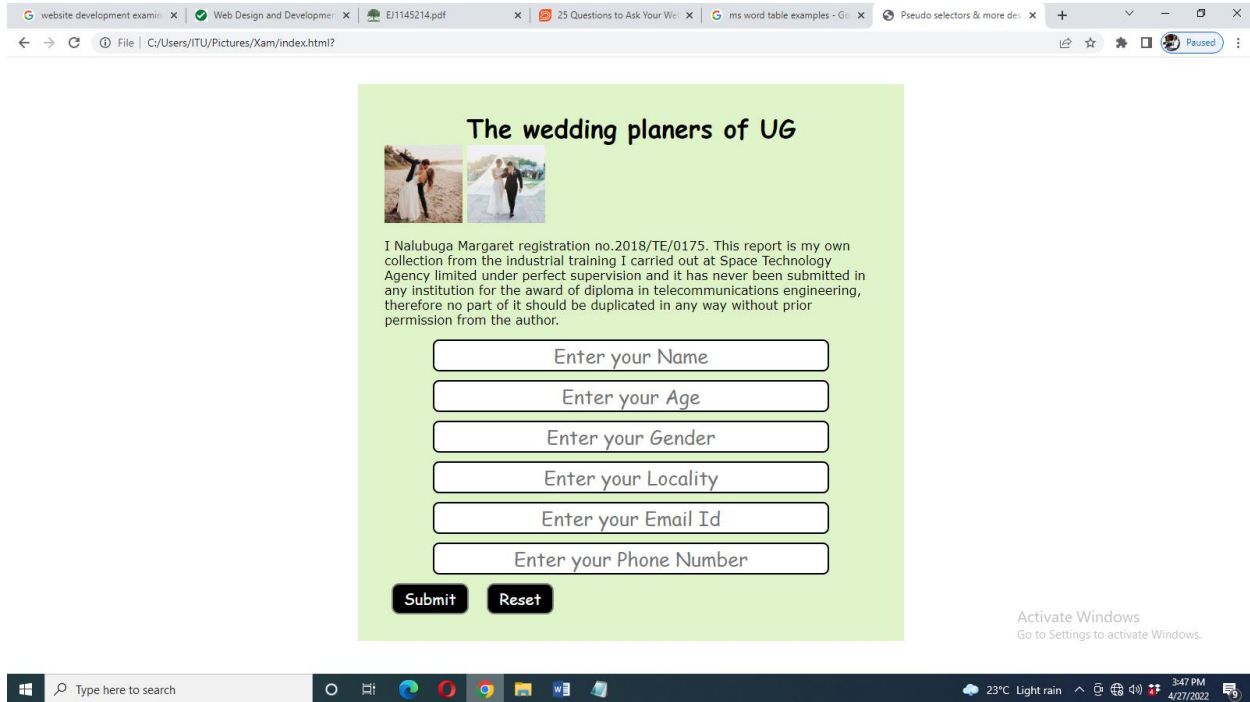 website development examin
Web Design and Developmer
EJ1145214.pdf
25 Questions to Ask Your We
ms word table examples - Go
Pseudo selectors & more des
File
C:/Users/ITU/Pictures/Xam/index.html?
Paused
The wedding planers of UG
I Nalubuga Margaret registration no.2018/TE/0175. This report is my own
collection from the industrial training I carried out at Space Technology
Agency limited under perfect supervision and it has never been submitted in
any institution for the award of diploma in telecommunications engineering,
therefore no part of it should be duplicated in any way without prior
permission from the author.
Enter your Name
Enter your Age
Enter your Gender
Enter your Locality
Enter your Email Id
Enter your Phone Number
Submit Reset
Activate Windows
Go to Settings to activate Windows.
Type here to search
23°C Light rain
3:47 PM
4/27/2022